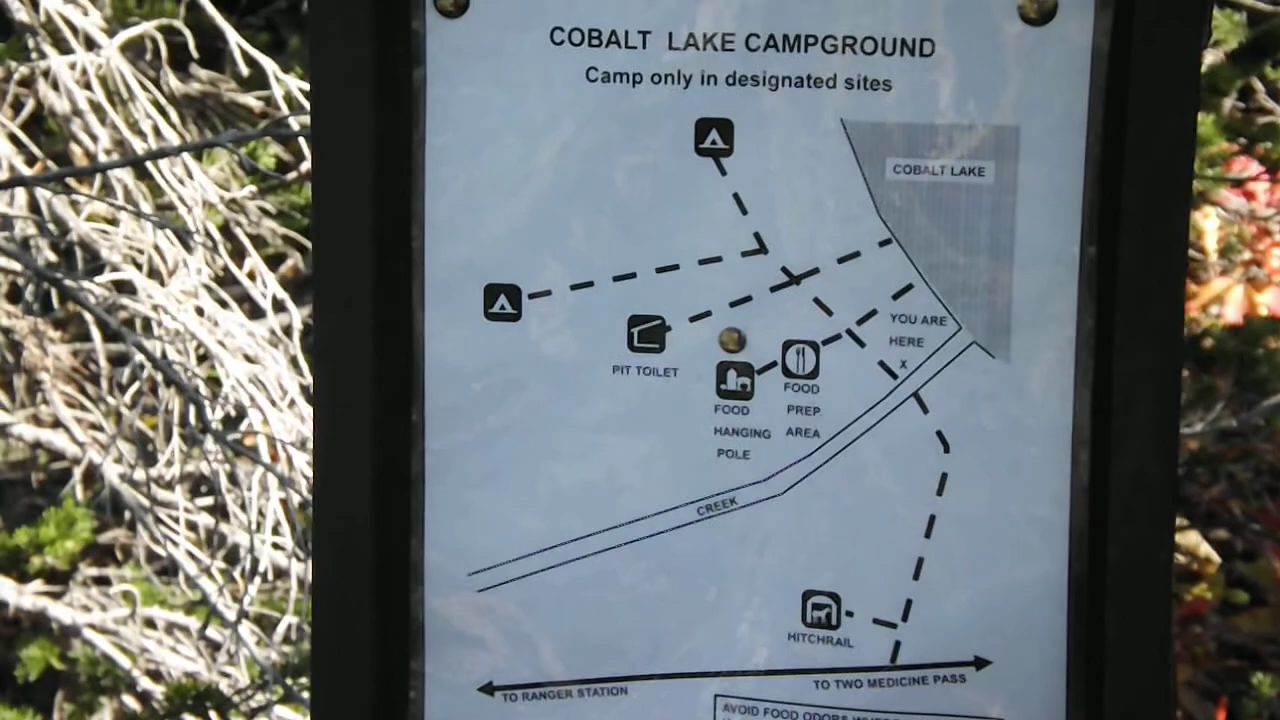 COBALT LAKE CAMPGROUND
Camp only in designated sites
COBALT LAKE
YOU ARE
HERE
X
PIT TOILET
FOOD
PREP
AREA
FOOD
HANGING
POLE
CREEK
HITCHRAIL
TO RANGER STATION
TO TWO MEDICINE PASS
AVOID FOOD ODORS